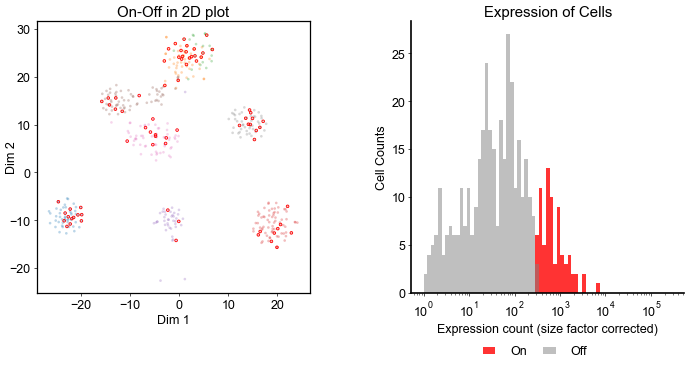 On-Off in 2D plot
30
20
10
0
−10
−20
Dim 2
−20 −10 0 10 20
Dim 1
Expression of Cells
25
20
15
10
5
0
Cell Counts
10^0 10^1 10^2 10^3 10^4 10^5
Expression count (size factor corrected)
On Off